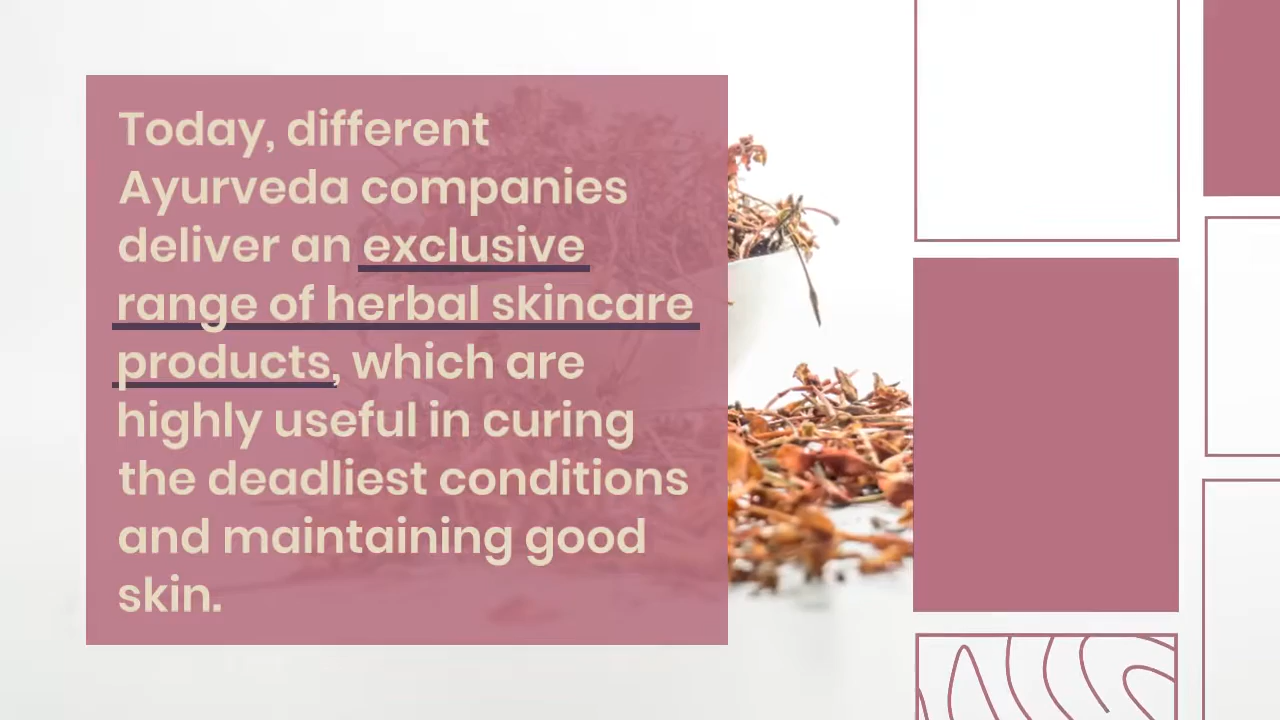 Today, different
Ayurveda companies
deliver an exclusive
range of herbal skincare
products, which are
highly useful in curing
the deadliest conditions
and maintaining good
skin.